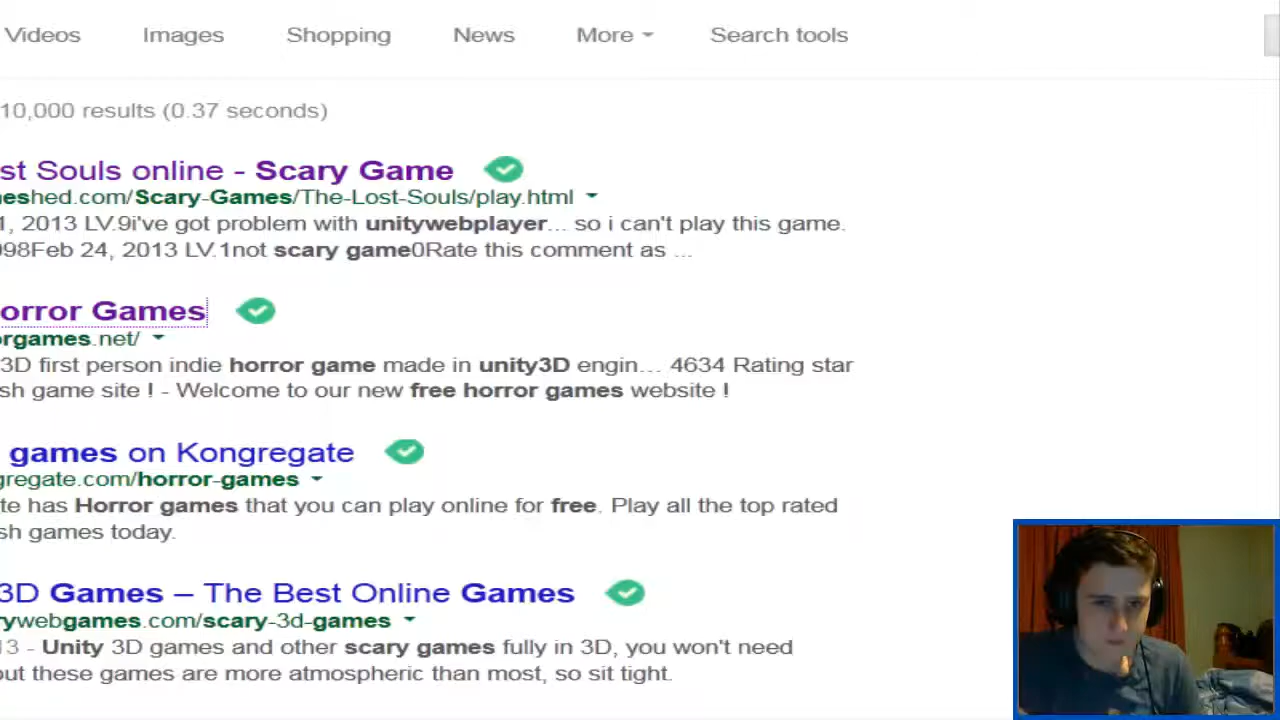 Videos Images Shopping News More Search tools
10,000 results (0.37 seconds)
st Souls online - Scary Game
eshed.com/Scary-Games/The-Lost-Souls/play.html
1, 2013 LV.9i've got problem with unitywebplayer... so i can't play this game.
98Feb 24, 2013 LV.1not scary game0Rate this comment as ...
orror Games
orgames.net/
3D first person indie horror game made in unity3D engin... 4634 Rating star
sh game site ! - Welcome to our new free horror games website !
games on Kongregate
gregate.com/horror-games
te has Horror games that you can play online for free. Play all the top rated
sh games today.
3D Games – The Best Online Games
rywebgames.com/scary-3d-games
13 - Unity 3D games and other scary games fully in 3D, you won't need
out these games are more atmospheric than most, so sit tight.